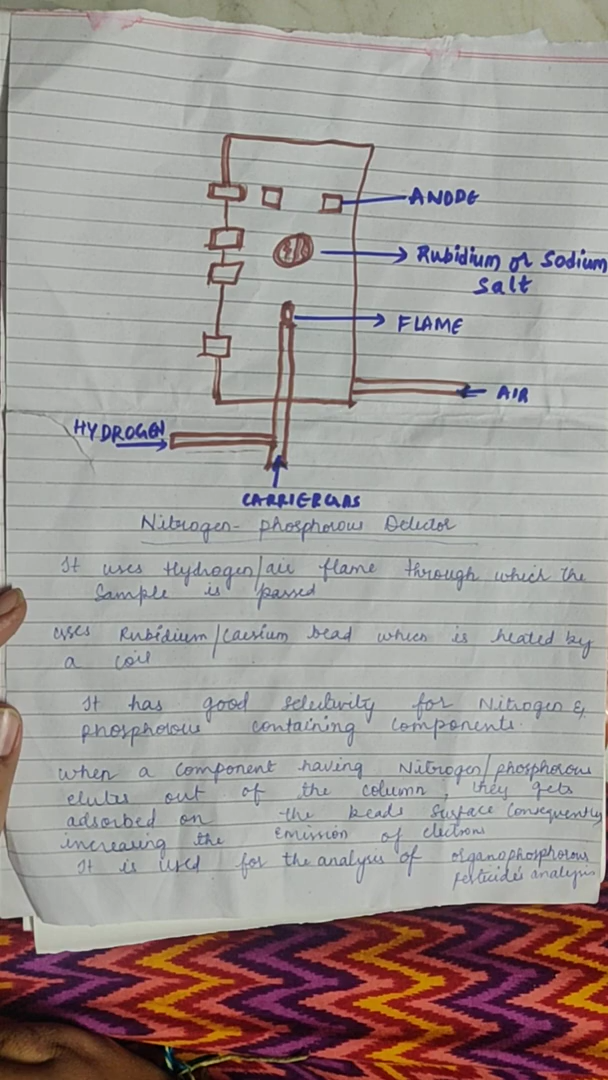 ANODE
Rubidium or Sodium
Salt
FLAME
AIR
HYDROGEN
CARRIER GAS
Nitrogen- phosphorous Detector
It uses Hydrogen/air flame through which the
Sample is passed
uses Rubidium/Caesium bead which is heated by
a coil
It has good selectivity for Nitrogen &
phosphorous containing components.
when a component having Nitrogen/phosphorous
elutes out of the column, they gets
adsorbed on the beads surface consequently
increasing the emission of electrons
It is used for the analysis of organophosphorous
pesticides analysis